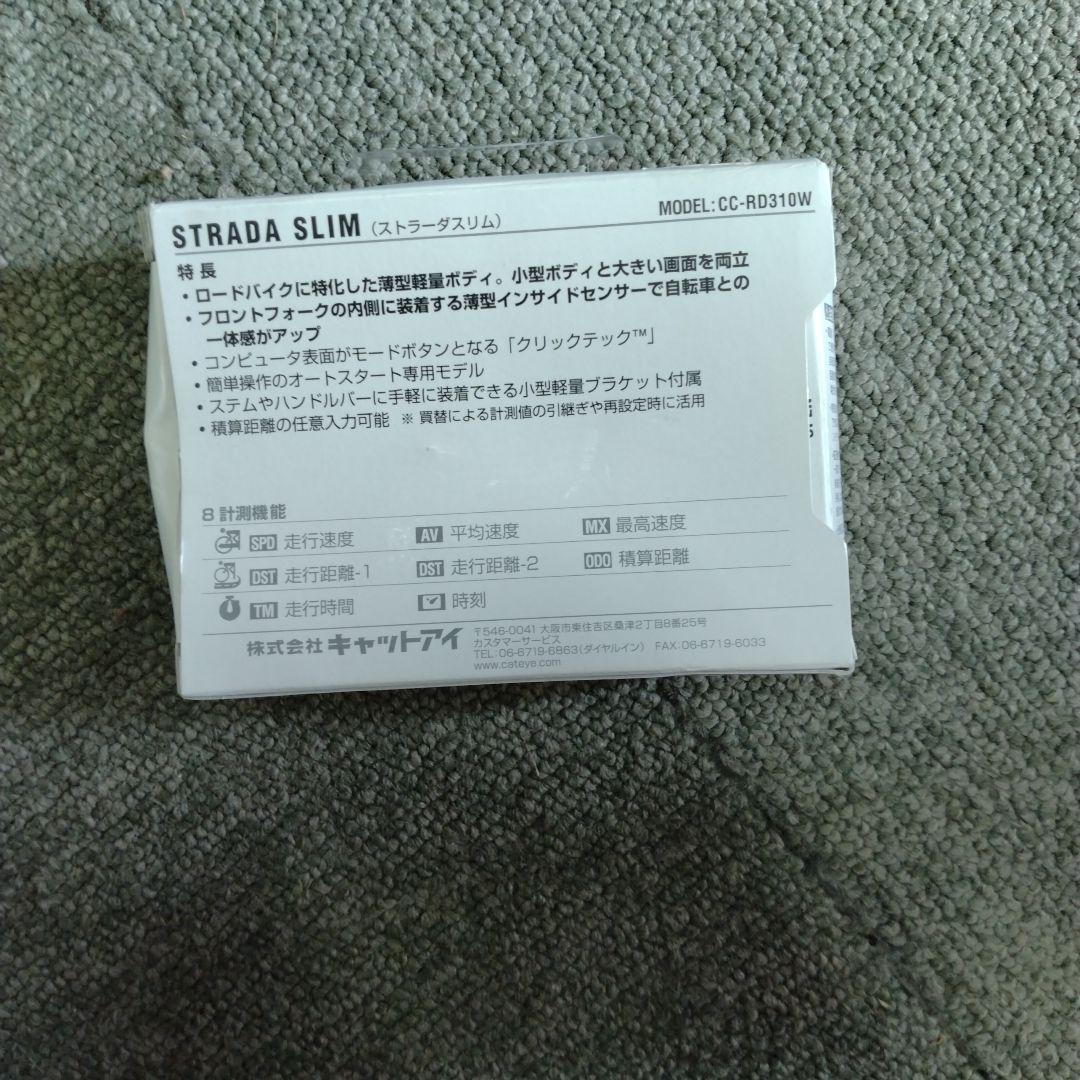 STRADA SLIM（ストラーダスリム） MODEL:CC-RD310W
特長
・ロードバイクに特化した薄型軽量ボディ。小型ボディと大きい画面を両立
・フロントフォークの内側に装着する薄型インサイドセンサーで自転車との
一体感がアップ
・コンピュータ表面がモードボタンとなる「クリックテック™」
・簡単操作のオートスタート専用モデル
・ステムやハンドルバーに手軽に装着できる小型軽量ブラケット付属
・積算距離の任意入力可能 ※ 買替による計測値の引継ぎや再設定時に活用
8計測機能
SPD 走行速度 AV 平均速度 MX 最高速度
DST 走行距離-1 DST 走行距離-2 ODO 積算距離
TM 走行時間 時刻
株式会社キャットアイ
〒546-0041 大阪市東住吉区桑津2丁目8番25号
カスタマーサービス
TEL:06-6719-6863(ダイヤルイン) FAX:06-6719-6033
www.cateye.com